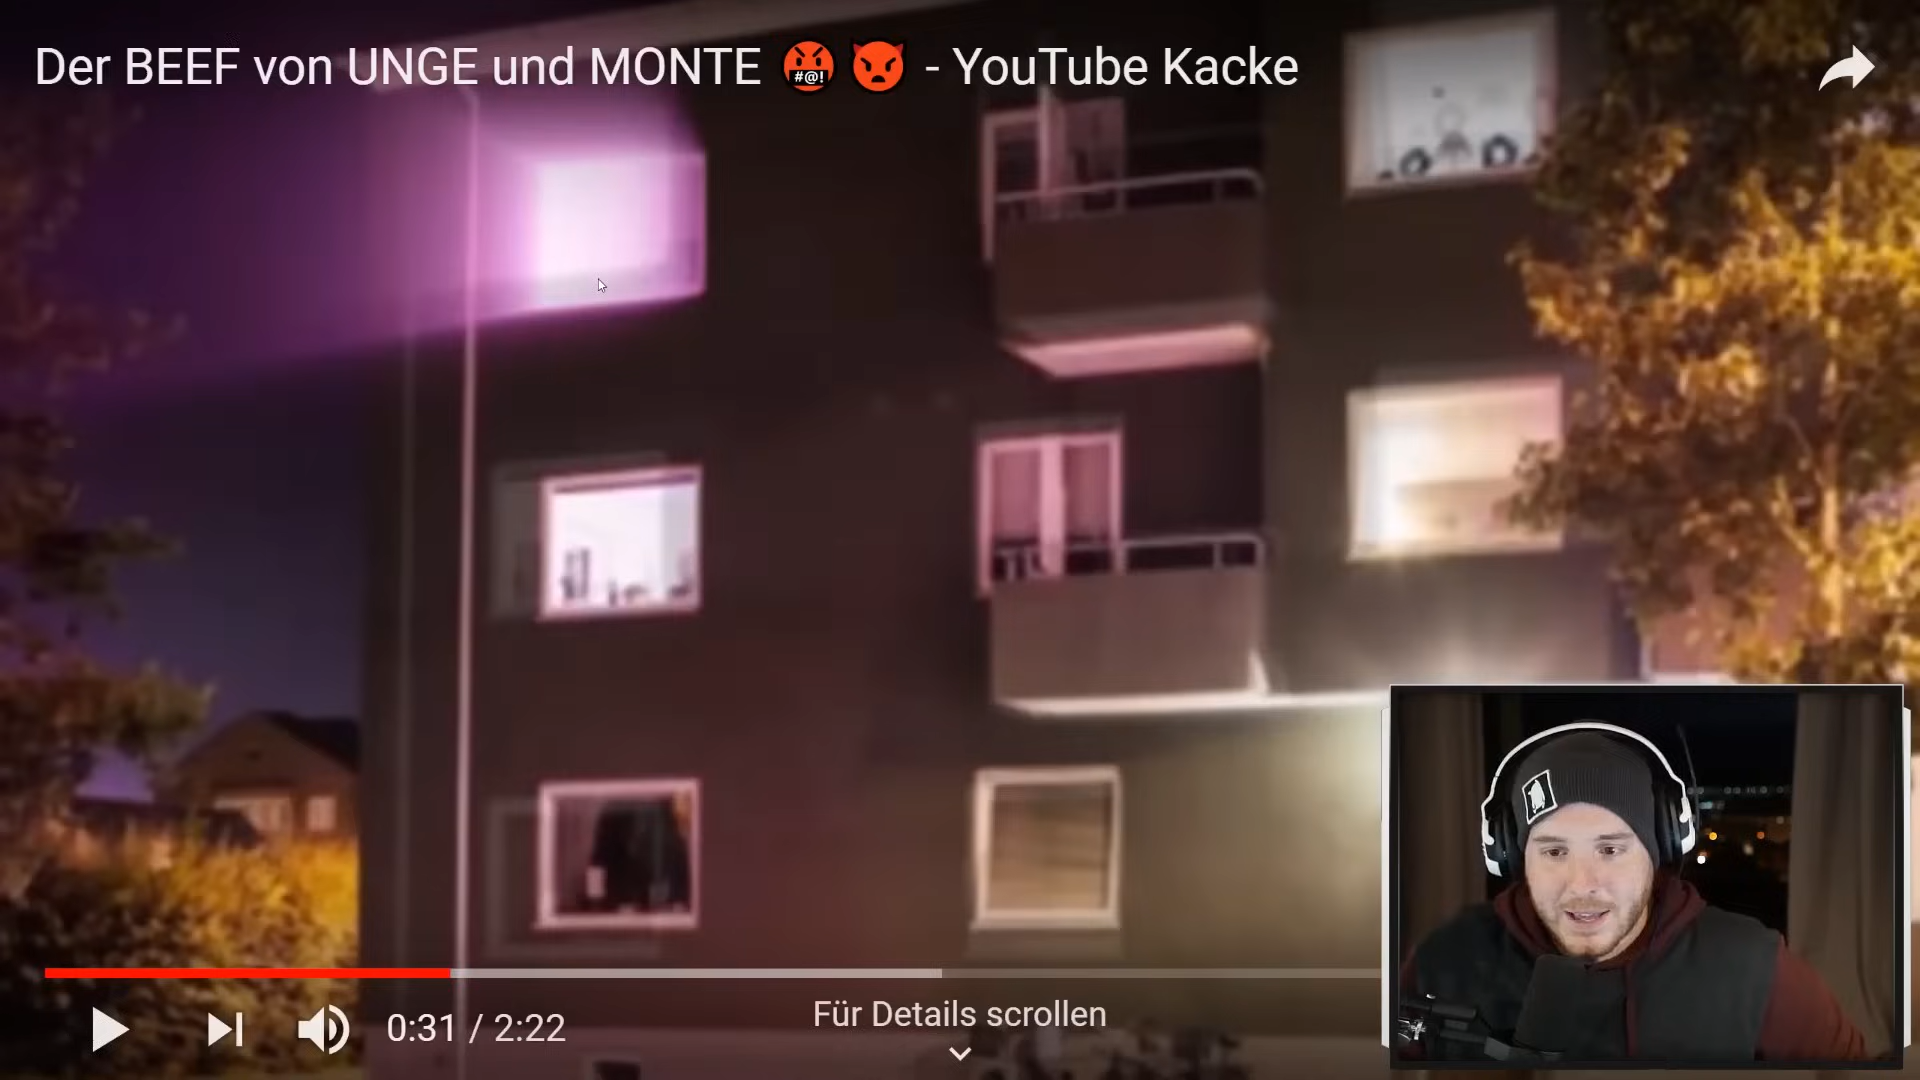 Der BEEF von UNGE und MONTE 🤬 👿 - YouTube Kacke
0:31 / 2:22
Für Details scrollen